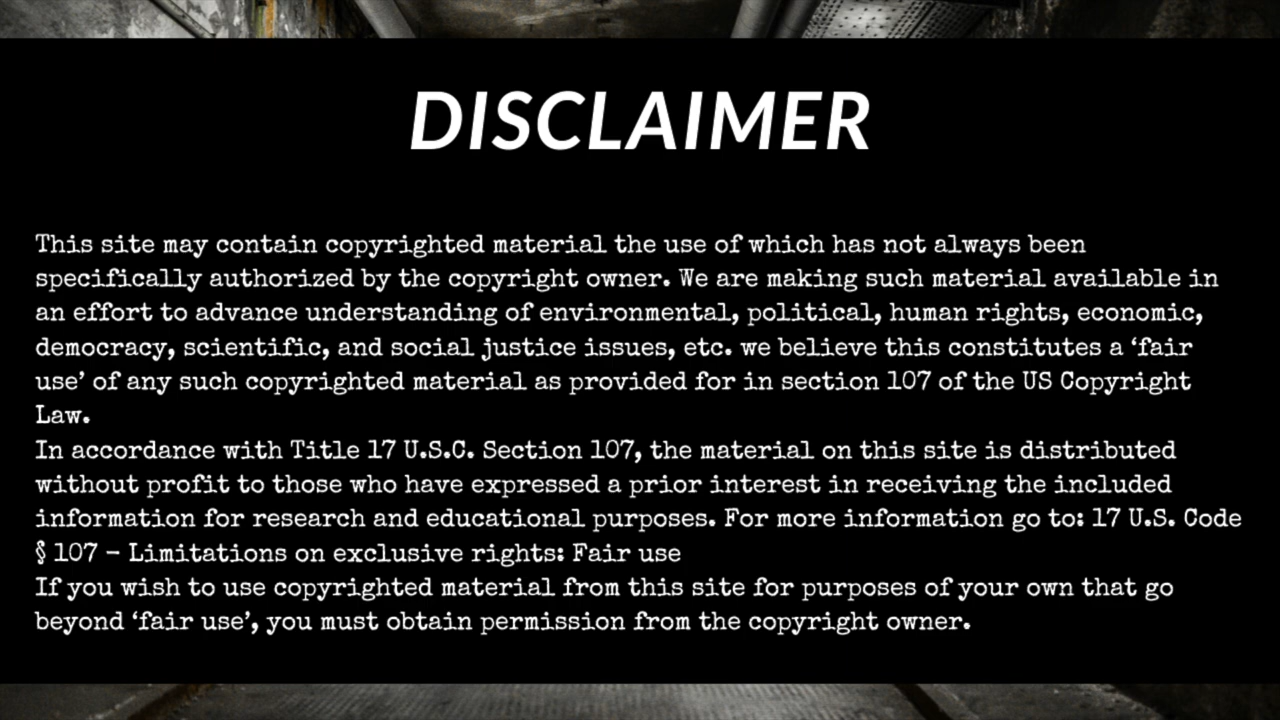 DISCLAIMER
This site may contain copyrighted material the use of which has not always been
specifically authorized by the copyright owner. We are making such material available in
an effort to advance understanding of environmental, political, human rights, economic,
democracy, scientific, and social justice issues, etc. we believe this constitutes a ‘fair
use’ of any such copyrighted material as provided for in section 107 of the US Copyright
Law.
In accordance with Title 17 U.S.C. Section 107, the material on this site is distributed
without profit to those who have expressed a prior interest in receiving the included
information for research and educational purposes. For more information go to: 17 U.S. Code
§ 107 – Limitations on exclusive rights: Fair use
If you wish to use copyrighted material from this site for purposes of your own that go
beyond ‘fair use’, you must obtain permission from the copyright owner.